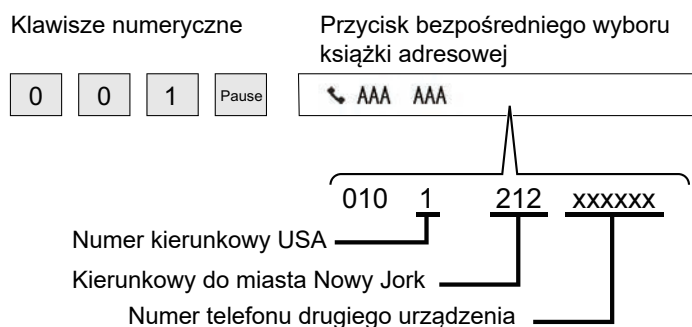 Klawisze numeryczne
Przycisk bezpośredniego wyboru
książki adresowej
0 0 1 Pause
AAA AAA
010 1 212 xxxxxx
Numer kierunkowy USA
Kierunkowy do miasta Nowy Jork
Numer telefonu drugiego urządzenia